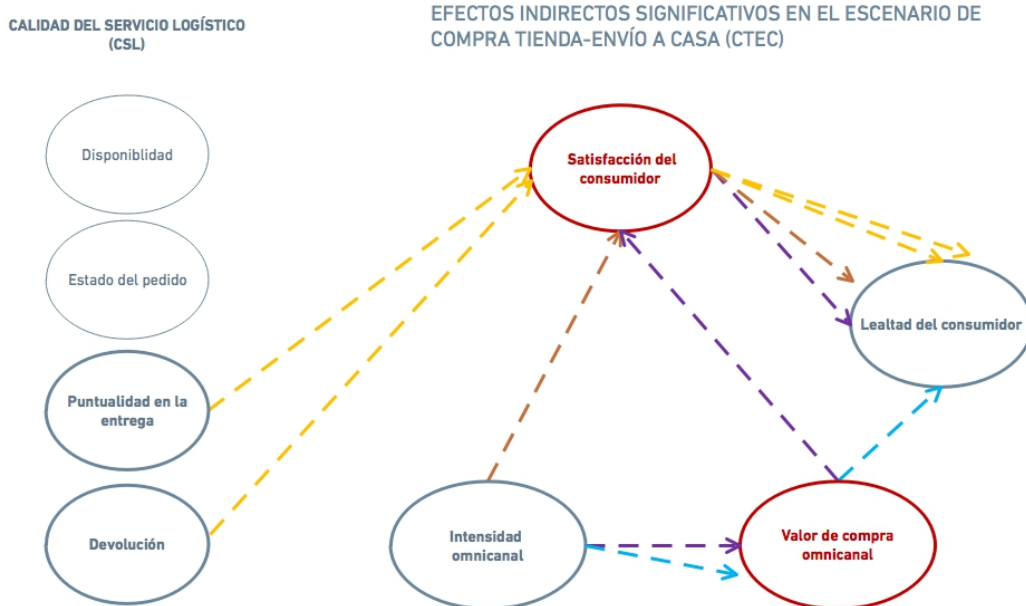 CALIDAD DEL SERVICIO LOGÍSTICO
(CSL)
EFECTOS INDIRECTOS SIGNIFICATIVOS EN EL ESCENARIO DE
COMPRA TIENDA-ENVÍO A CASA (CTEC)
Disponiblidad
Satisfacción del
consumidor
Estado del pedido
Lealtad del consumidor
Puntualidad en la
entrega
Devolución
Intensidad
omnicanal
Valor de compra
omnicanal